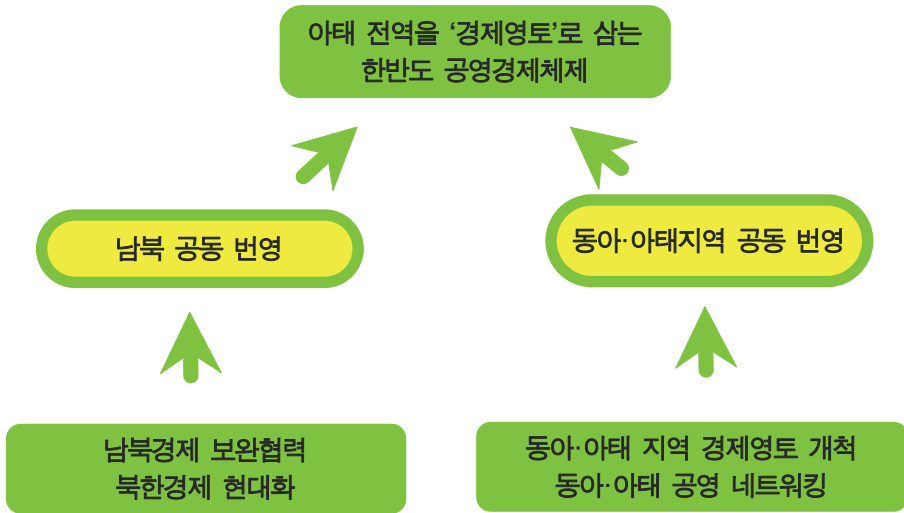 아태 전역을 ‘경제영토’로 삼는
한반도 공영경제체제
남북 공동 번영
동아·아태지역 공동 번영
남북경제 보완협력
북한경제 현대화
동아·아태 지역 경제영토 개척
동아·아태 공영 네트워킹